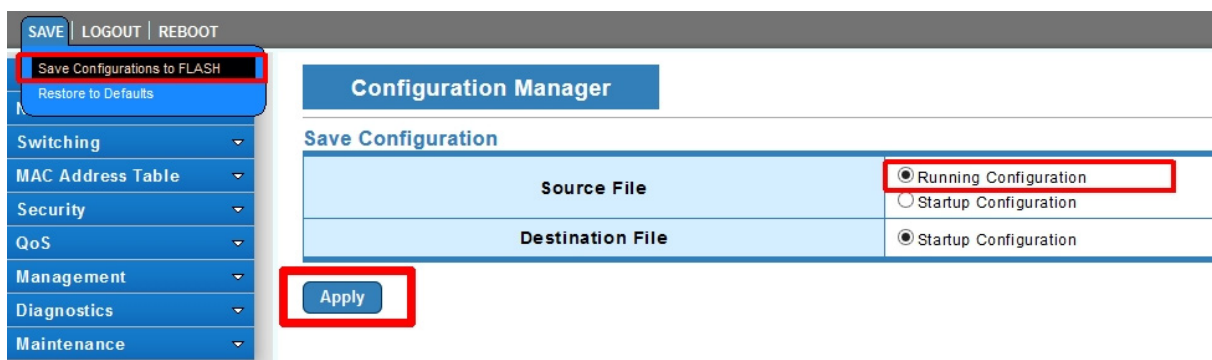 SAVE | LOGOUT | REBOOT
Save Configurations to FLASH
Restore to Defaults
Switching
MAC Address Table
Security
QoS
Management
Diagnostics
Maintenance
Configuration Manager
Save Configuration
Source File
Running Configuration
Startup Configuration
Destination File
Startup Configuration
Apply